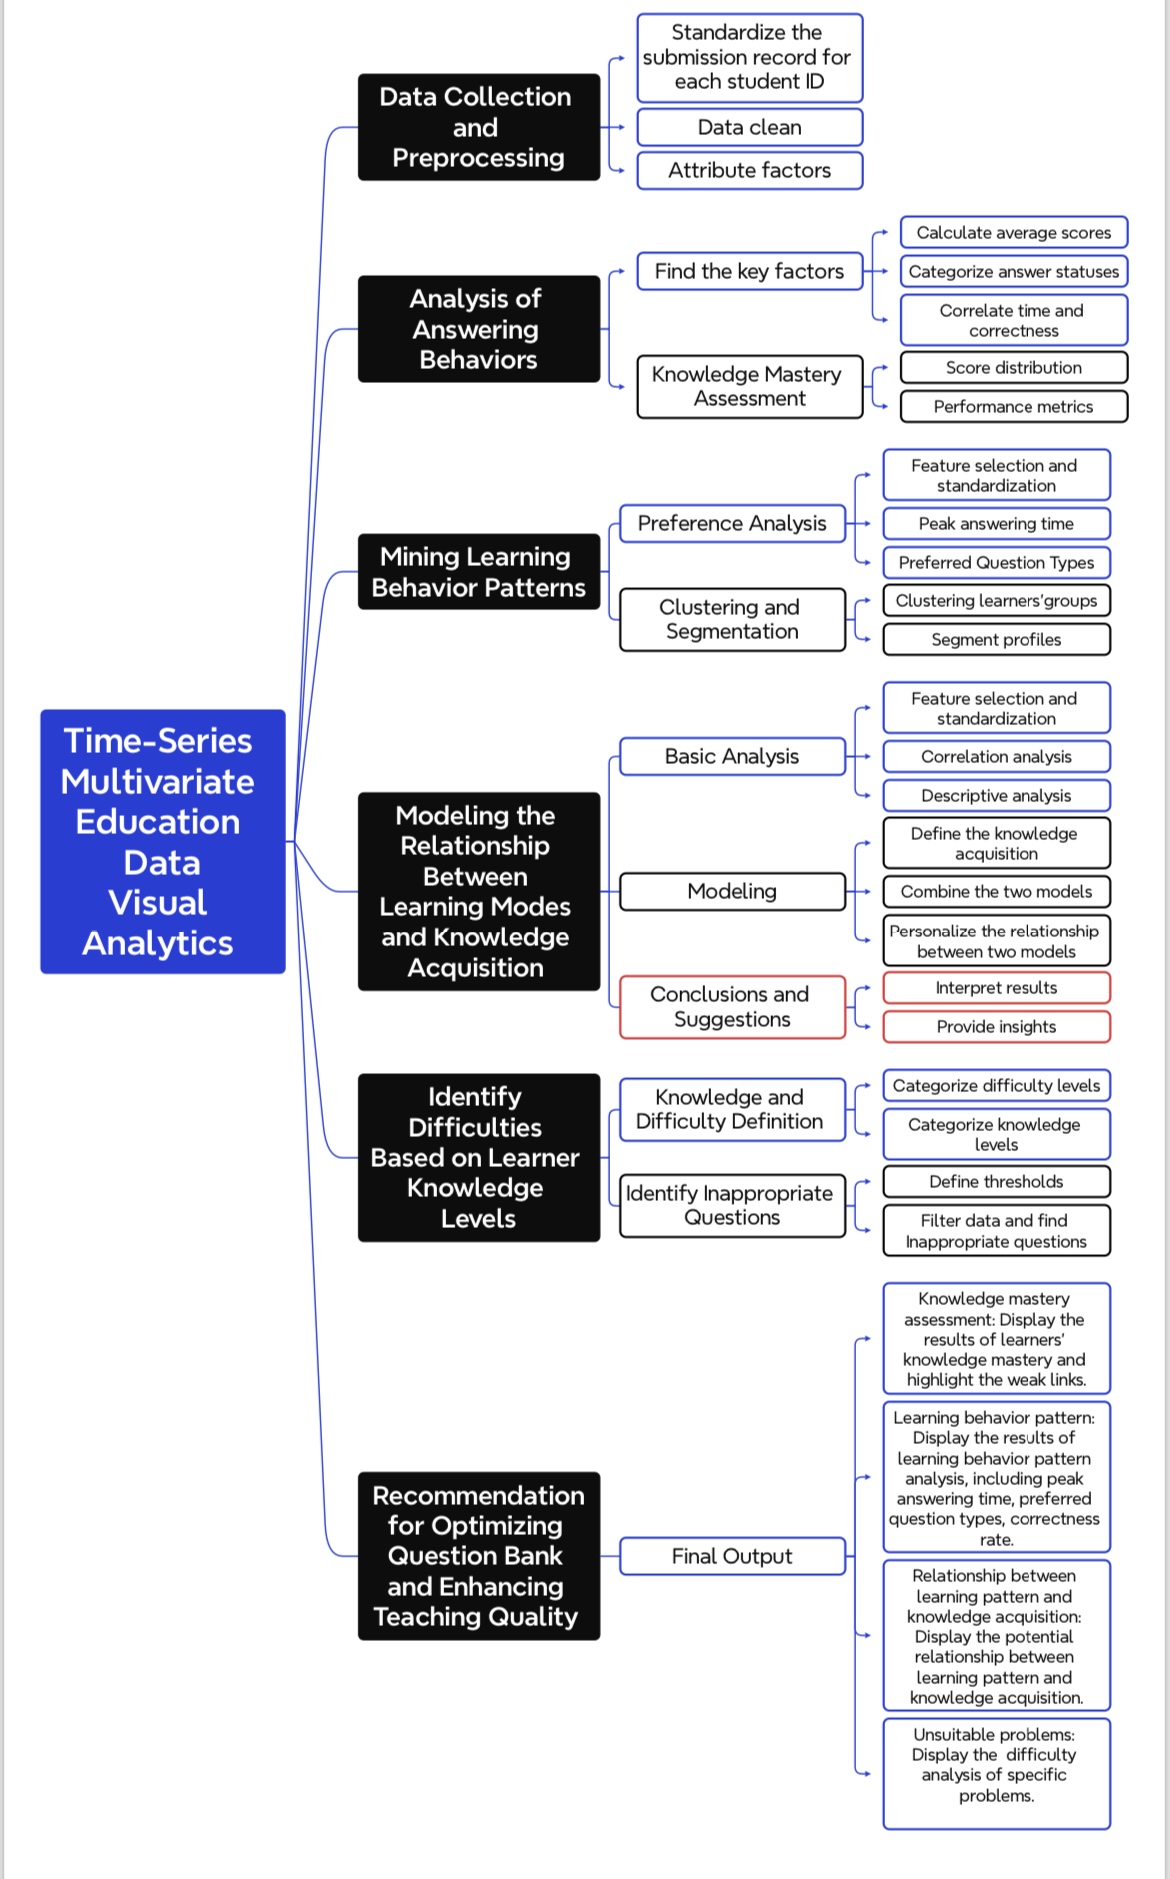 Time-Series
Multivariate
Education
Data
Visual
Analytics
Data Collection
and
Preprocessing
Standardize the
submission record for
each student ID
Data clean
Attribute factors
Analysis of
Answering
Behaviors
Find the key factors
Calculate average scores
Categorize answer statuses
Correlate time and
correctness
Knowledge Mastery
Assessment
Score distribution
Performance metrics
Mining Learning
Behavior Patterns
Preference Analysis
Feature selection and
standardization
Peak answering time
Preferred Question Types
Clustering and
Segmentation
Clustering learners'groups
Segment profiles
Modeling the
Relationship
Between
Learning Modes
and Knowledge
Acquisition
Basic Analysis
Feature selection and
standardization
Correlation analysis
Descriptive analysis
Modeling
Define the knowledge
acquisition
Combine the two models
Personalize the relationship
between two models
Conclusions and
Suggestions
Interpret results
Provide insights
Identify
Difficulties
Based on Learner
Knowledge
Levels
Knowledge and
Difficulty Definition
Categorize difficulty levels
Categorize knowledge
levels
Identify Inappropriate
Questions
Define thresholds
Filter data and find
Inappropriate questions
Recommendation
for Optimizing
Question Bank
and Enhancing
Teaching Quality
Final Output
Knowledge mastery
assessment: Display the
results of learners'
knowledge mastery and
highlight the weak links.
Learning behavior pattern:
Display the results of
learning behavior pattern
analysis, including peak
answering time, preferred
question types, correctness
rate.
Relationship between
learning pattern and
knowledge acquisition:
Display the potential
relationship between
learning pattern and
knowledge acquisition.
Unsuitable problems:
Display the difficulty
analysis of specific
problems.